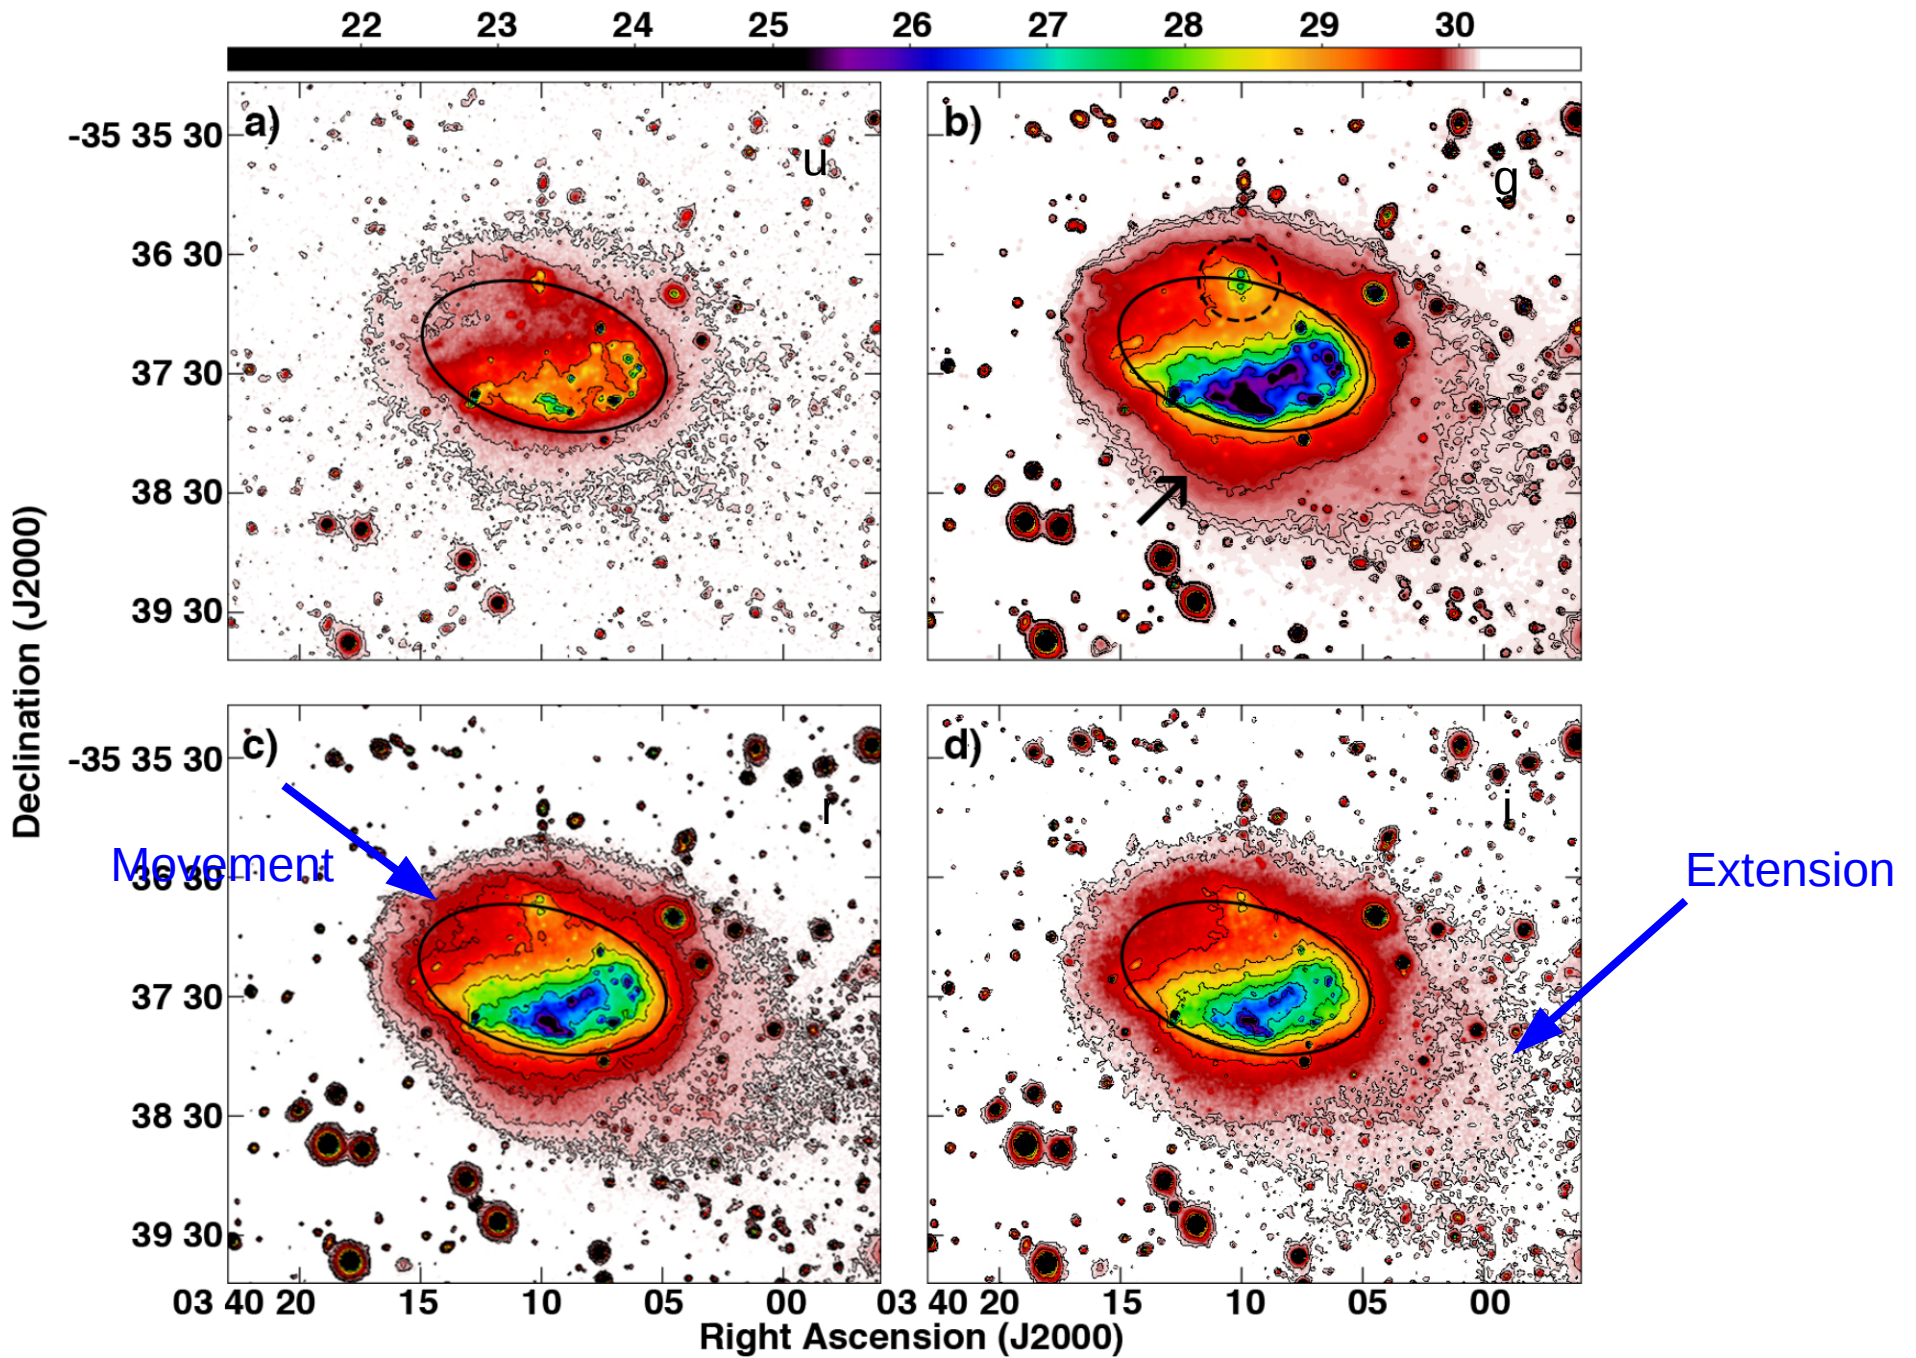 22 23 24 25 26 27 28 29 30
a) b)
u g
-35 35 30
36 30
37 30
38 30
39 30
Declination (J2000)
c) d)
r i
-35 35 30
Movement Extension
36 30
37 30
38 30
39 30
03 40 20 15 10 05 00 03 40 20 15 10 05 00
Right Ascension (J2000)